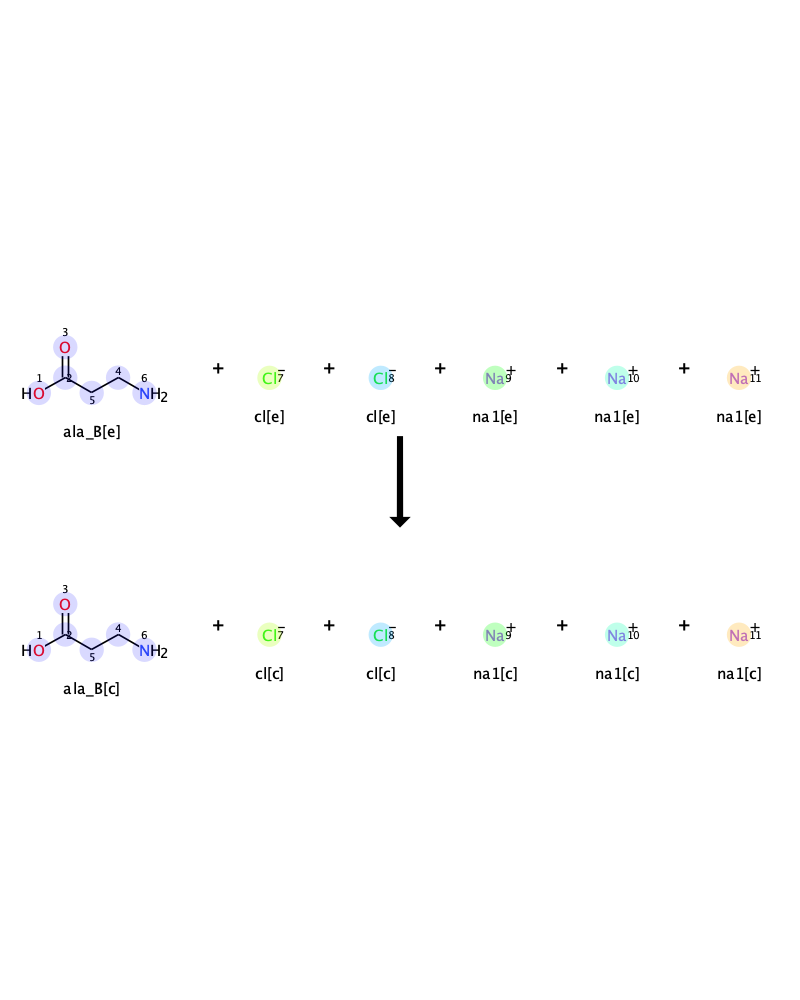 3
O
1 2 4 6
HO 5 NH2
+ Cl− 7 + Cl− 8 + Na+ 9 + Na+ 10 + Na+ 11
ala_B[e] cl[e] cl[e] na1[e] na1[e] na1[e]
3
O
1 2 4 6
HO 5 NH2
+ Cl− 7 + Cl− 8 + Na+ 9 + Na+ 10 + Na+ 11
ala_B[c] cl[c] cl[c] na1[c] na1[c] na1[c]